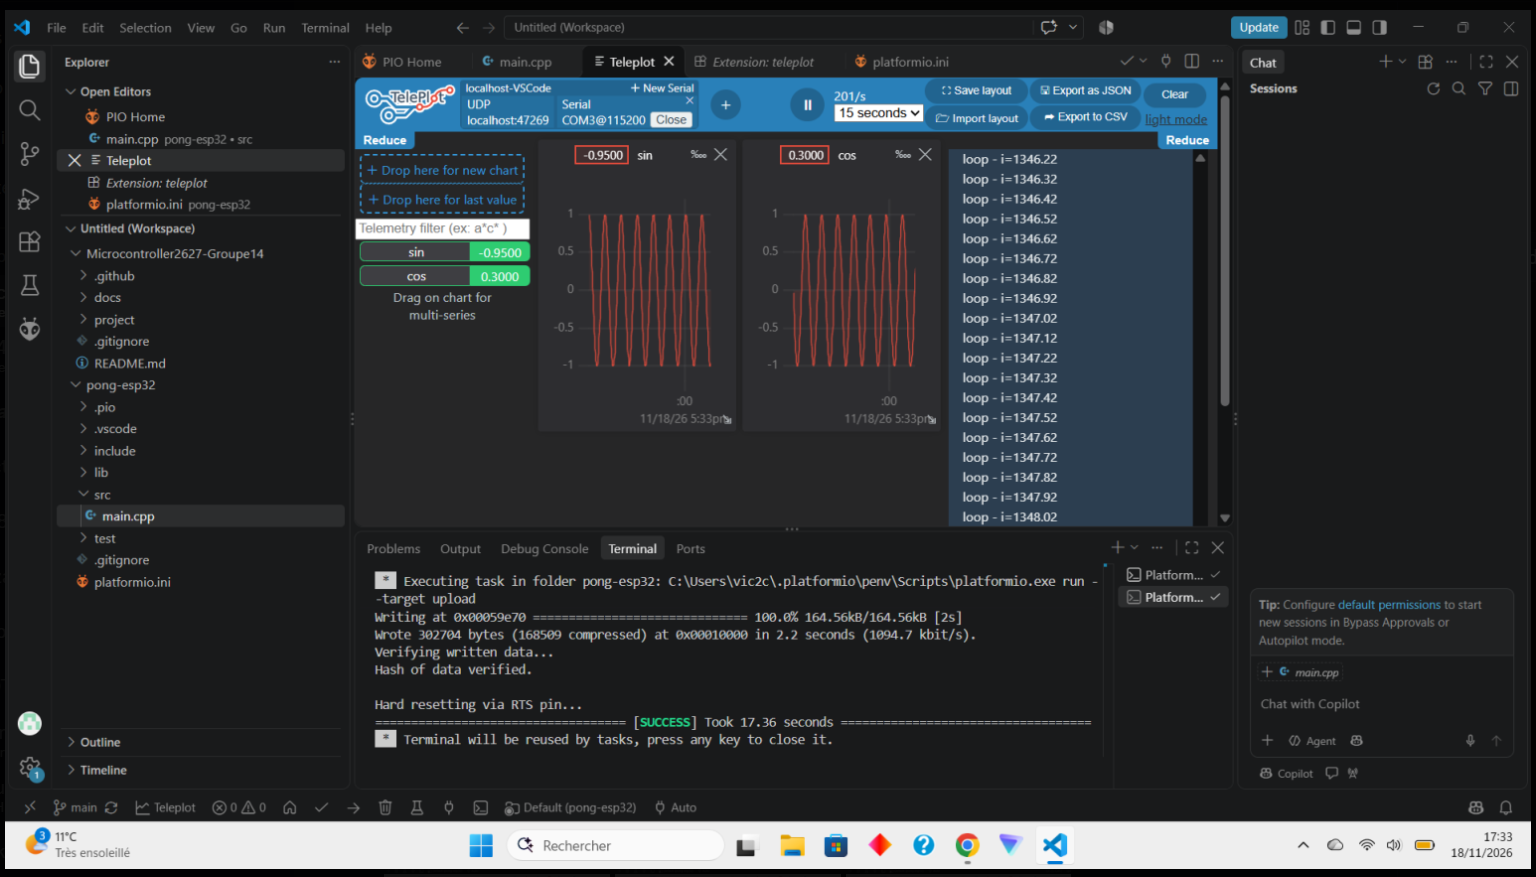 File Edit Selection View Go Run Terminal Help
Untitled (Workspace)
Update
Explorer
Open Editors
PIO Home
main.cpp pong-esp32 • src
Teleplot
Extension: teleplot
platformio.ini pong-esp32
Untitled (Workspace)
Microcontroller2627-Groupe14
.github
docs
project
.gitignore
README.md
pong-esp32
.pio
.vscode
include
lib
src
main.cpp
test
.gitignore
platformio.ini
Outline
Timeline
PIO Home
main.cpp
Teleplot
Extension: teleplot
platformio.ini
TelePlot
localhost-VSCode
+ New Serial
UDP
localhost:47269
Serial
COM3@115200
Close
201/s
15 seconds
Save layout
Import layout
Export as JSON
Export to CSV
Clear
light mode
Reduce
Reduce
+ Drop here for new chart
+ Drop here for last value
Telemetry filter (ex: a*c* )
sin -0.9500
cos 0.3000
Drag on chart for
multi-series
-0.9500 sin
1
0.5
0
-0.5
-1
:00
11/18/26 5:33pm
0.3000 cos
1
0.5
0
-0.5
-1
:00
11/18/26 5:33pm
loop - i=1346.22
loop - i=1346.32
loop - i=1346.42
loop - i=1346.52
loop - i=1346.62
loop - i=1346.72
loop - i=1346.82
loop - i=1346.92
loop - i=1347.02
loop - i=1347.12
loop - i=1347.22
loop - i=1347.32
loop - i=1347.42
loop - i=1347.52
loop - i=1347.62
loop - i=1347.72
loop - i=1347.82
loop - i=1347.92
loop - i=1348.02
Problems Output Debug Console Terminal Ports
* Executing task in folder pong-esp32: C:\Users\vic2c\.platformio\penv\Scripts\platformio.exe run -
-target upload
Writing at 0x00059e70 ============================== 100.0% 164.56kB/164.56kB [2s]
Wrote 302704 bytes (168509 compressed) at 0x00010000 in 2.2 seconds (1094.7 kbit/s).
Verifying written data...
Hash of data verified.
Hard resetting via RTS pin...
=================================== [SUCCESS] Took 17.36 seconds ===================================
* Terminal will be reused by tasks, press any key to close it.
Platform...
Platform...
Chat
Sessions
Tip: Configure default permissions to start
new sessions in Bypass Approvals or
Autopilot mode.
main.cpp
Chat with Copilot
Agent
Copilot
main
Teleplot
0 0
Default (pong-esp32)
Auto
1
3
11°C
Très ensoleillé
Rechercher
17:33
18/11/2026